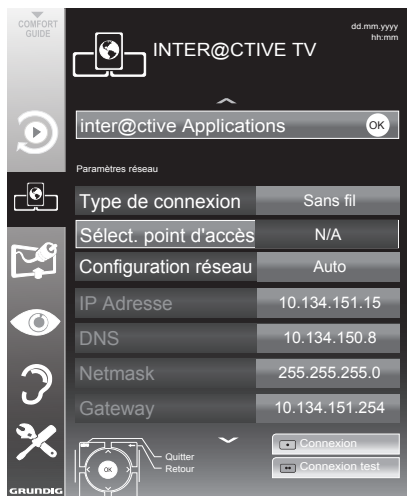 COMFORT
GUIDE
INTER@CTIVE TV
dd.mm.yyyy
hh:mm
inter@ctive Applications
OK
Paramètres réseau
Type de connexion Sans fil
Sélect. point d'accès N/A
Configuration réseau Auto
IP Adresse 10.134.151.15
DNS 10.134.150.8
Netmask 255.255.255.0
Gateway 10.134.151.254
OK
Quitter
Retour
Connexion
Connexion test
GRUNDIG